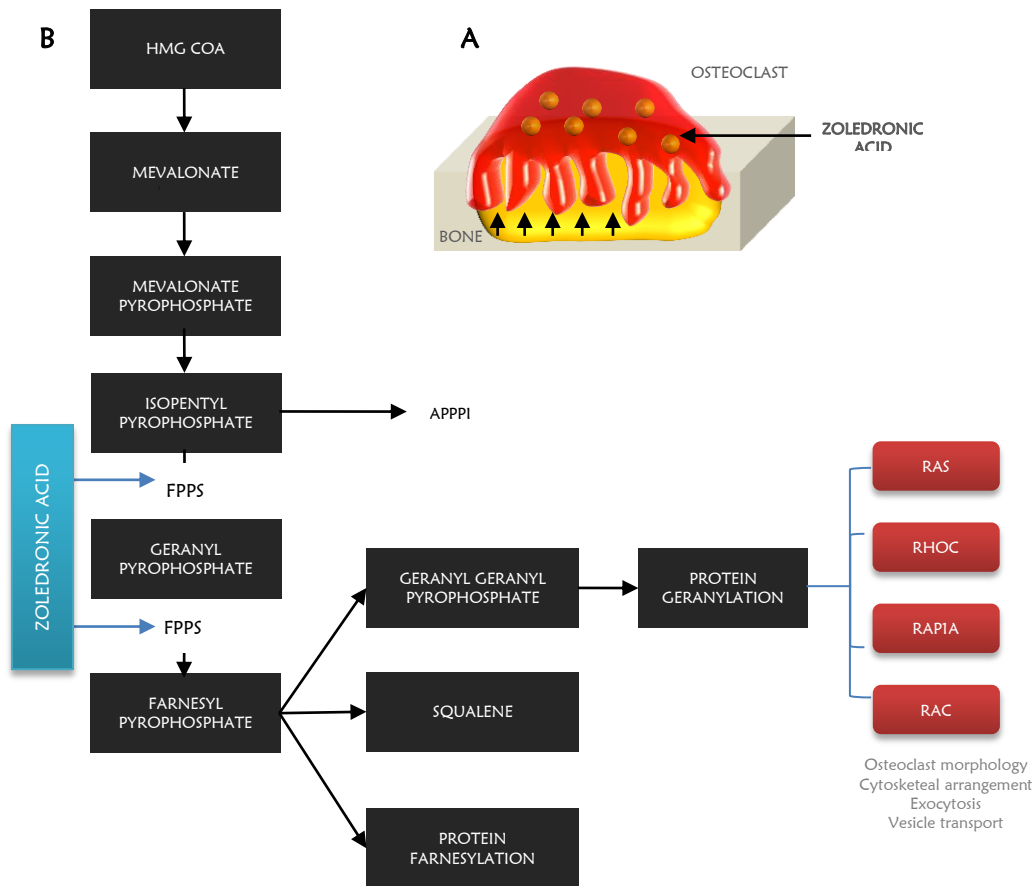 B
HMG COA
MEVALONATE
MEVALONATE
PYROPHOSPHATE
ISOPENTYL
PYROPHOSPHATE
APPPI
ZOLEDRONIC ACID
FPPS
GERANYL
PYROPHOSPHATE
FPPS
FARNESYL
PYROPHOSPHATE
GERANYL GERANYL
PYROPHOSPHATE
SQUALENE
PROTEIN
FARNESYLATION
PROTEIN
GERANYLATION
RAS
RHOC
RAP1A
RAC
Osteoclast morphology
Cytosketeal arrangement
Exocytosis
Vesicle transport
A
OSTEOCLAST
ZOLEDRONIC
ACID
BONE